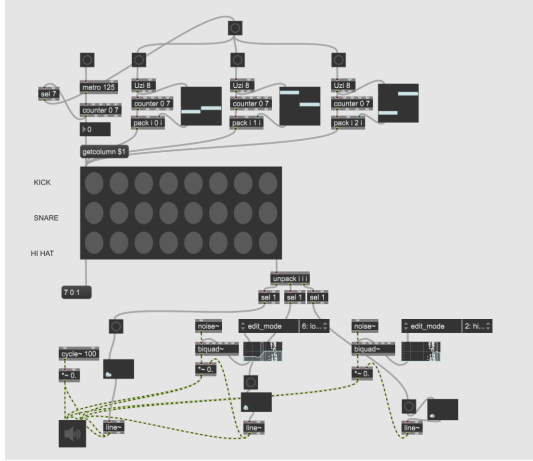 metro 125
Uzi 8
Uzi 8
Uzi 8
sel 7
counter 0 7
counter 0 7
counter 0 7
counter 0 7
0
pack i 0 i
pack i 1 i
pack i 2 i
getcolumn $1
KICK
SNARE
HI HAT
unpack i i i
7 0 1
sel 1
sel 1
sel 1
noise~
edit_mode
6: lo...
noise~
edit_mode
2: hi...
cycle~ 100
biquad~
biquad~
*~ 0.
*~ 0.
*~ 0.
line~
line~
line~